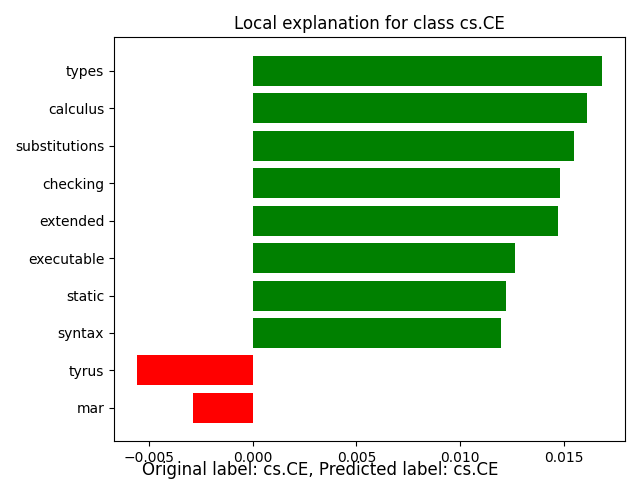 Local explanation for class cs.CE
types
calculus
substitutions
checking
extended
executable
static
syntax
tyrus
mar
−0.005 0.000 0.005 0.010 0.015
Original label: cs.CE, Predicted label: cs.CE